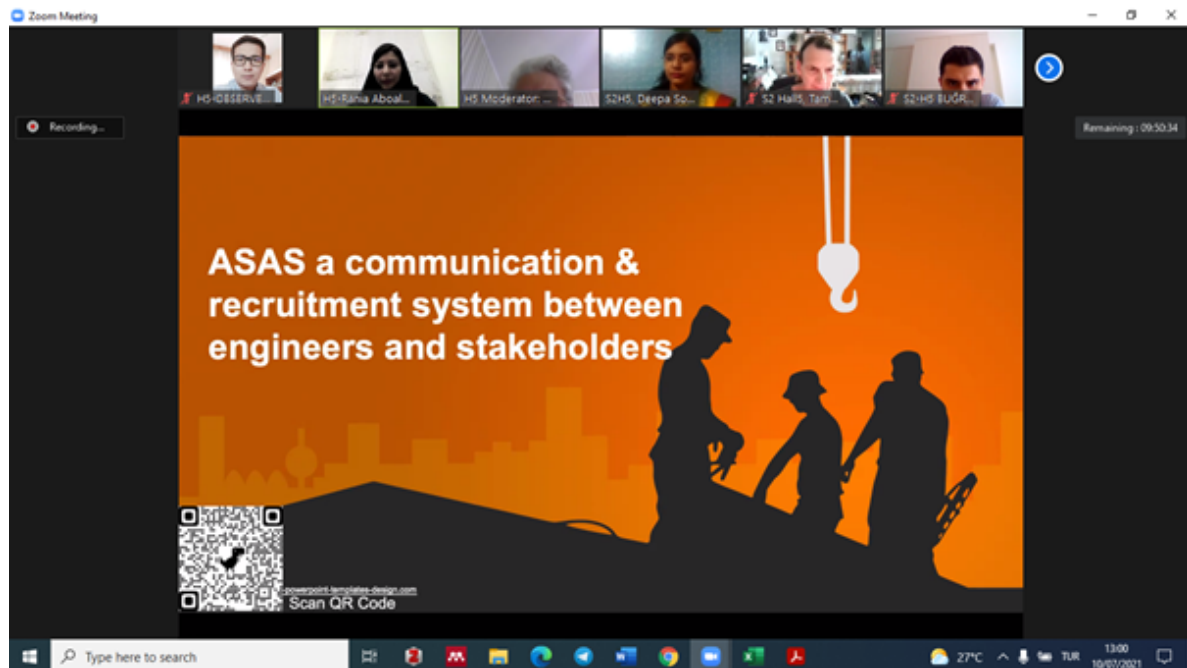 Zoom Meeting
H5-OBSERVE...
H5-Rania Aboal...
H5 Moderator: ...
S2H5, Deepa So...
S2 Hall5, Tam...
S2-H5 BUĞR...
Recording...
Remaining : 09:50:34
ASAS a communication &
recruitment system between
engineers and stakeholders
powerpoint-templates-design.com
Scan QR Code
Type here to search
27°C
TUR
13:00
10/07/2021